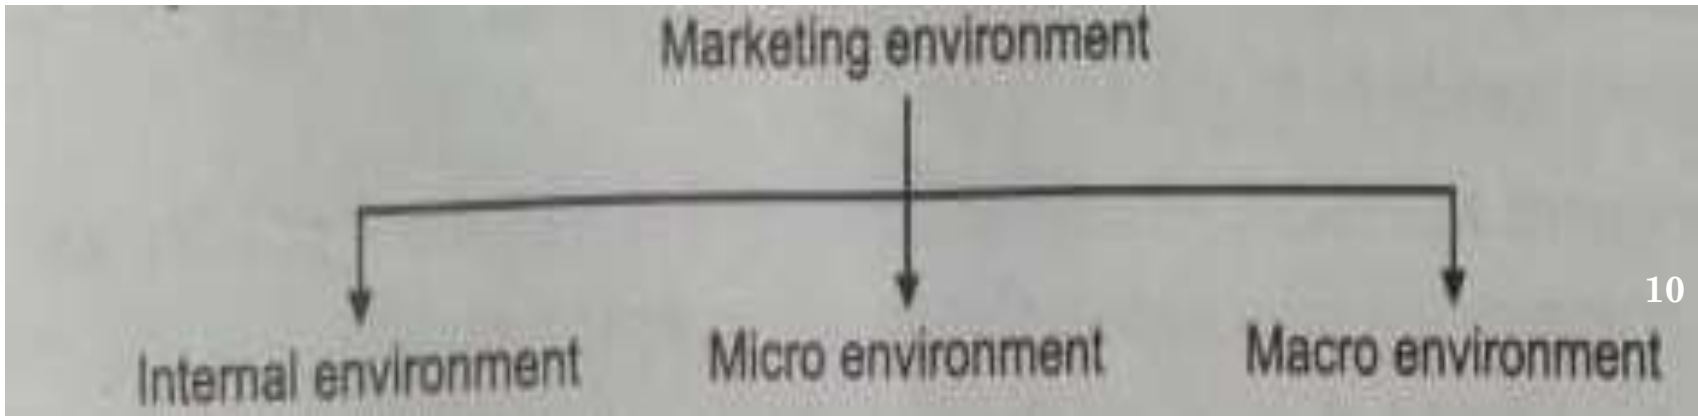 Marketing environment
Internal environment
Micro environment
Macro environment
10